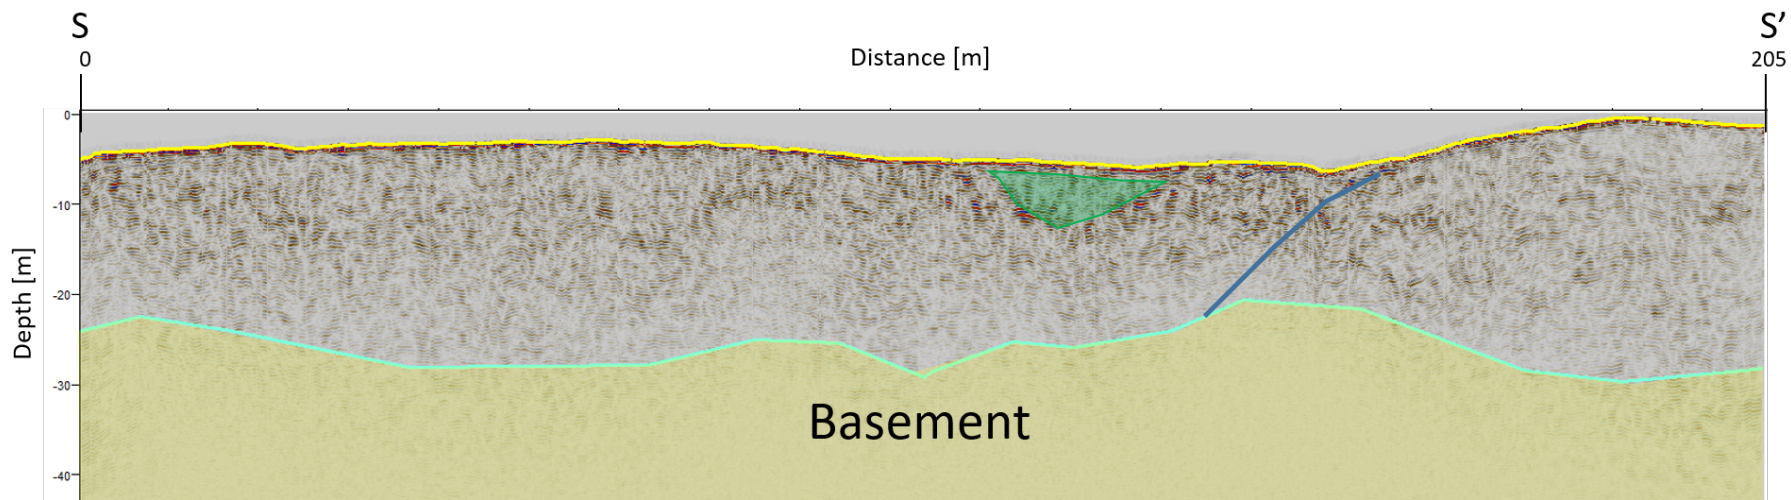 S S’
0 Distance [m] 205
0
-10
-20
Depth [m]
-30
Basement
-40